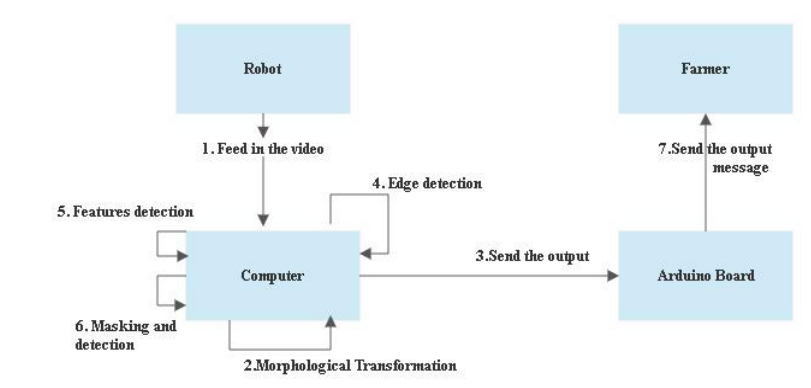 Robot
Farmer
1. Feed in the video
7.Send the output
message
4. Edge detection
5. Features detection
3.Send the output
Computer
Arduino Board
6. Masking and
detection
2.Morphological Transformation